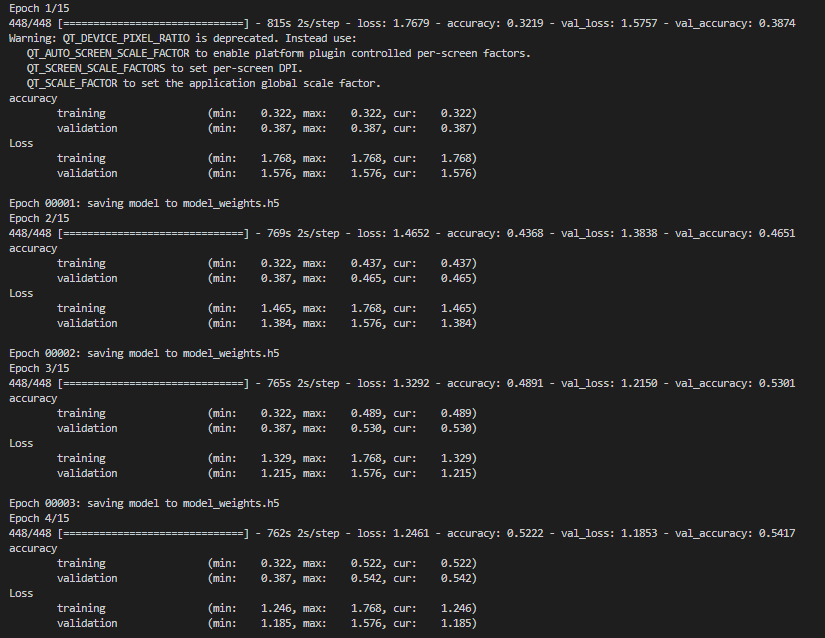 Epoch 1/15
448/448 [==============================] - 815s 2s/step - loss: 1.7679 - accuracy: 0.3219 - val_loss: 1.5757 - val_accuracy: 0.3874
Warning: QT_DEVICE_PIXEL_RATIO is deprecated. Instead use:
   QT_AUTO_SCREEN_SCALE_FACTOR to enable platform plugin controlled per-screen factors.
   QT_SCREEN_SCALE_FACTORS to set per-screen DPI.
   QT_SCALE_FACTOR to set the application global scale factor.
accuracy
        training                 (min:    0.322, max:    0.322, cur:    0.322)
        validation               (min:    0.387, max:    0.387, cur:    0.387)
Loss
        training                 (min:    1.768, max:    1.768, cur:    1.768)
        validation               (min:    1.576, max:    1.576, cur:    1.576)

Epoch 00001: saving model to model_weights.h5
Epoch 2/15
448/448 [==============================] - 769s 2s/step - loss: 1.4652 - accuracy: 0.4368 - val_loss: 1.3838 - val_accuracy: 0.4651
accuracy
        training                 (min:    0.322, max:    0.437, cur:    0.437)
        validation               (min:    0.387, max:    0.465, cur:    0.465)
Loss
        training                 (min:    1.465, max:    1.768, cur:    1.465)
        validation               (min:    1.384, max:    1.576, cur:    1.384)

Epoch 00002: saving model to model_weights.h5
Epoch 3/15
448/448 [==============================] - 765s 2s/step - loss: 1.3292 - accuracy: 0.4891 - val_loss: 1.2150 - val_accuracy: 0.5301
accuracy
        training                 (min:    0.322, max:    0.489, cur:    0.489)
        validation               (min:    0.387, max:    0.530, cur:    0.530)
Loss
        training                 (min:    1.329, max:    1.768, cur:    1.329)
        validation               (min:    1.215, max:    1.576, cur:    1.215)

Epoch 00003: saving model to model_weights.h5
Epoch 4/15
448/448 [==============================] - 762s 2s/step - loss: 1.2461 - accuracy: 0.5222 - val_loss: 1.1853 - val_accuracy: 0.5417
accuracy
        training                 (min:    0.322, max:    0.522, cur:    0.522)
        validation               (min:    0.387, max:    0.542, cur:    0.542)
Loss
        training                 (min:    1.246, max:    1.768, cur:    1.246)
        validation               (min:    1.185, max:    1.576, cur:    1.185)